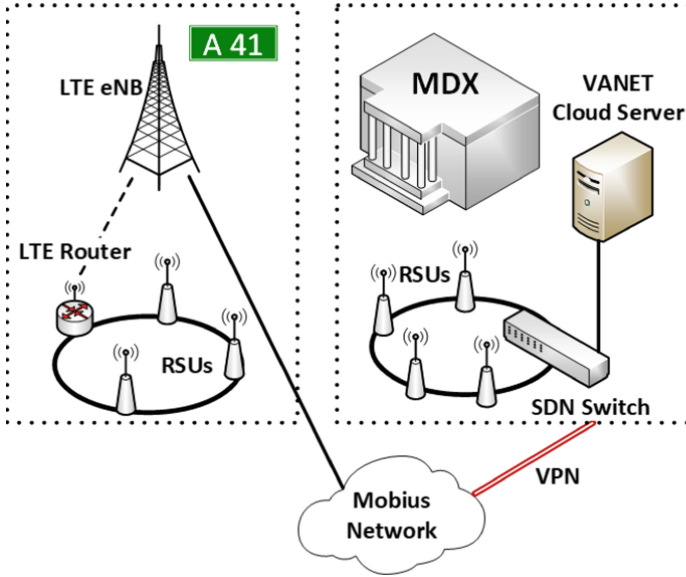 A 41
LTE eNB
LTE Router
RSUs
MDX
VANET
Cloud Server
RSUs
SDN Switch
VPN
Mobius
Network